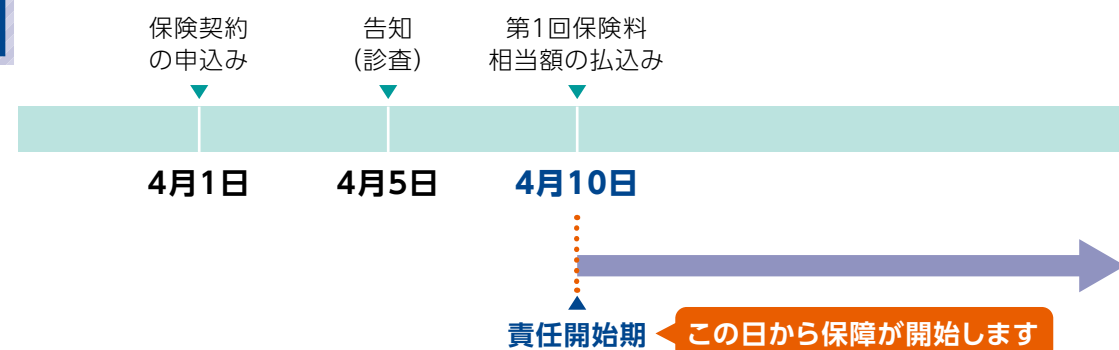 保険契約
の申込み
告知
（診査）
第1回保険料
相当額の払込み
4月1日
4月5日
4月10日
責任開始期
この日から保障が開始します